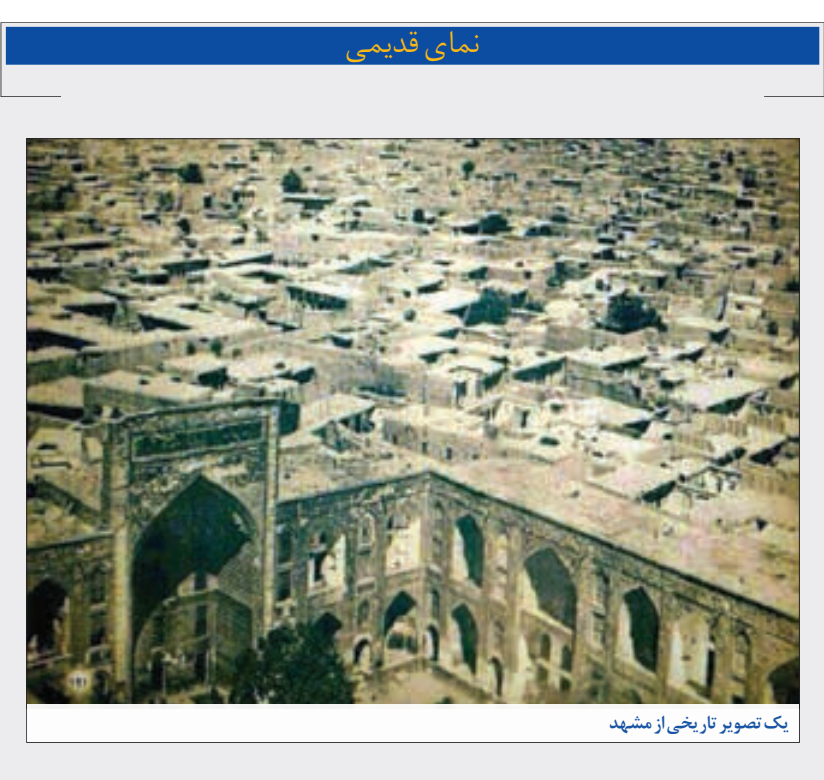 نمای قدیمی
یک تصویر تاریخی از مشهد